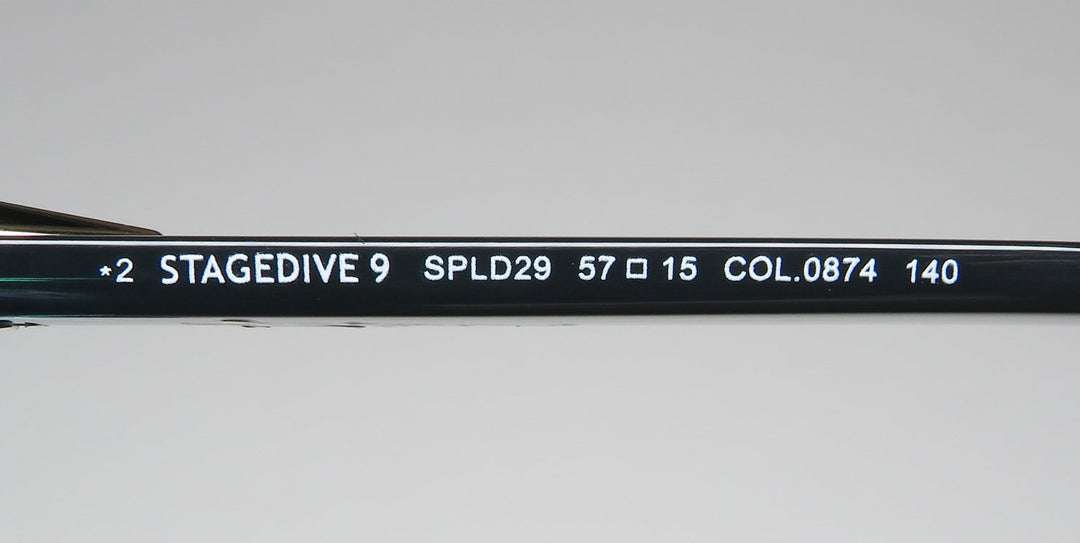 *2 STAGEDIVE 9 SPLD29 57 □ 15 COL.0874 140